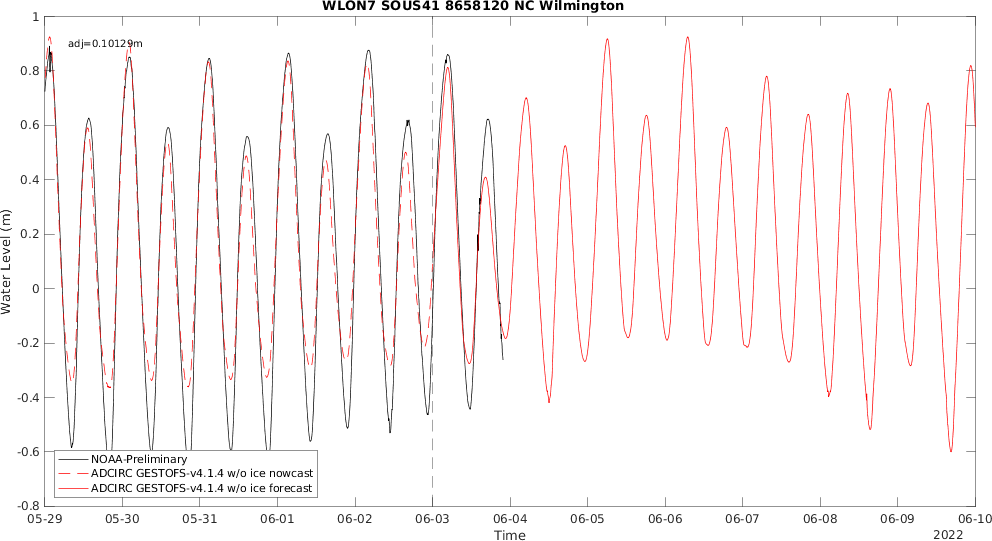 WLON7 SOUS41 8658120 NC Wilmington
adj=0.10129m
Water Level (m)
1
0.8
0.6
0.4
0.2
0
-0.2
-0.4
-0.6
-0.8
NOAA-Preliminary
ADCIRC GESTOFS-v4.1.4 w/o ice nowcast
ADCIRC GESTOFS-v4.1.4 w/o ice forecast
05-29 05-30 05-31 06-01 06-02 06-03 06-04 06-05 06-06 06-07 06-08 06-09 06-10
Time
2022